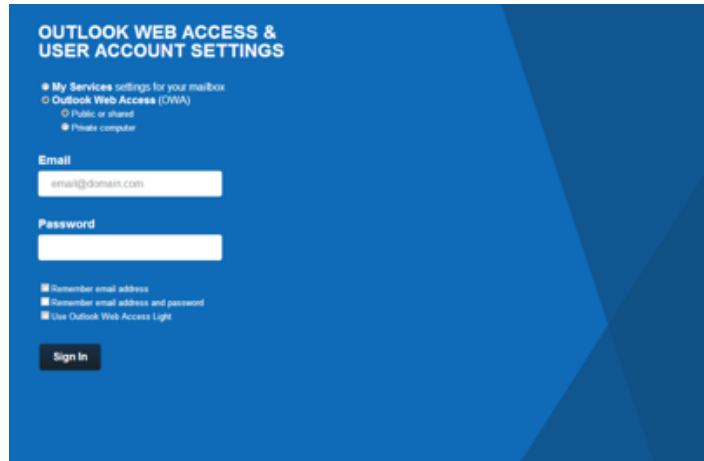 OUTLOOK WEB ACCESS &
USER ACCOUNT SETTINGS
My Services settings for your mailbox
Outlook Web Access (OWA)
Public or shared
Private computer
Email
email@domain.com
Password
Remember email address
Remember email address and password
Use Outlook Web Access Light
Sign In